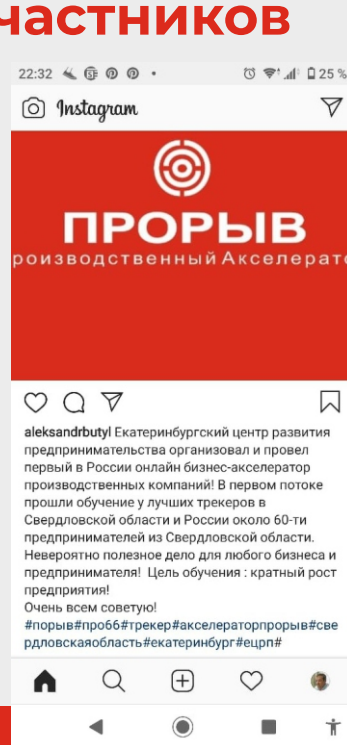 частников
22:32
25 %
Instagram
ПРОРЫВ
роизводственный Акселерато
aleksandrbutyl Екатеринбургский центр развития
предпринимательства организовал и провел
первый в России онлайн бизнес-акселератор
производственных компаний! В первом потоке
прошли обучение у лучших трекеров в
Свердловской области и России около 60-ти
предпринимателей из Свердловской области.
Невероятно полезное дело для любого бизнеса и
предпринимателя! Цель обучения : кратный рост
предприятия!
Очень всем советую!
#порыв#про66#трекер#акселераторпрорыв#све
рдловскаяобласть#екатеринбург#ецрп#